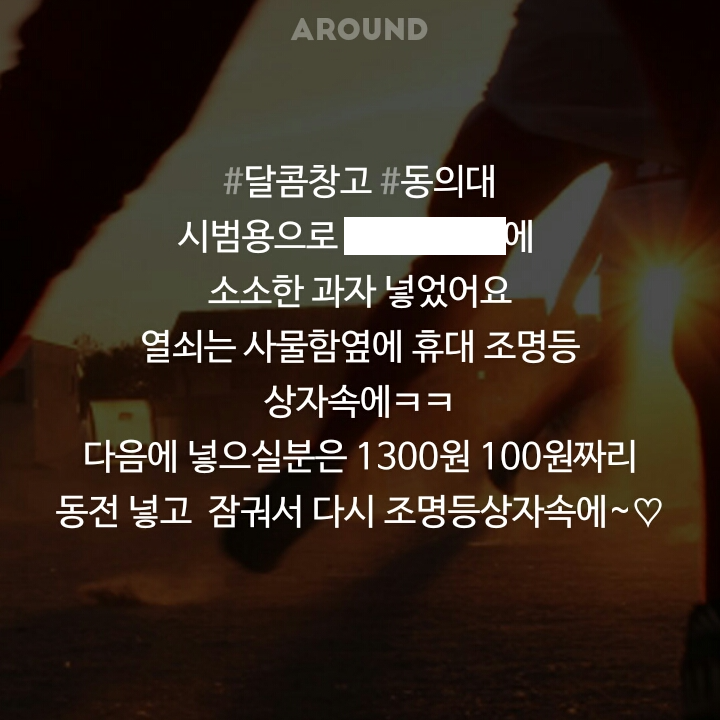 AROUND
#달콤창고 #동의대
시범용으로 에
소소한 과자 넣었어요
열쇠는 사물함옆에 휴대 조명등
상자속에ㅋㅋ
다음에 넣으실분은 1300원 100원짜리
동전 넣고 잠궈서 다시 조명등상자속에~♡